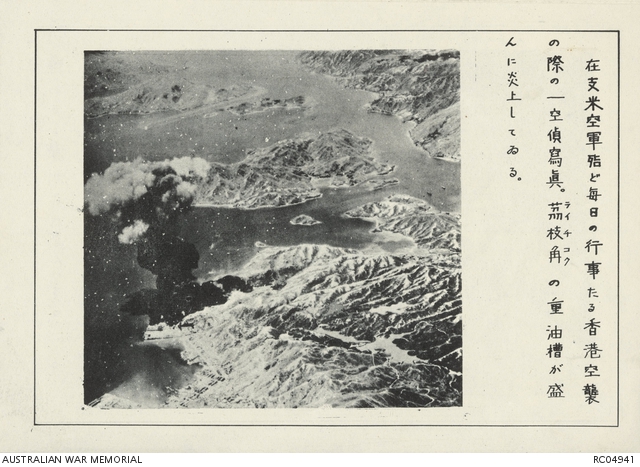 在支米空軍殆ど毎日の行事たる香港空襲
の際の一空偵寫眞。荔枝角の重油槽が盛
ライチコク
んに炎上してゐる。
AUSTRALIAN WAR MEMORIAL
RC04941